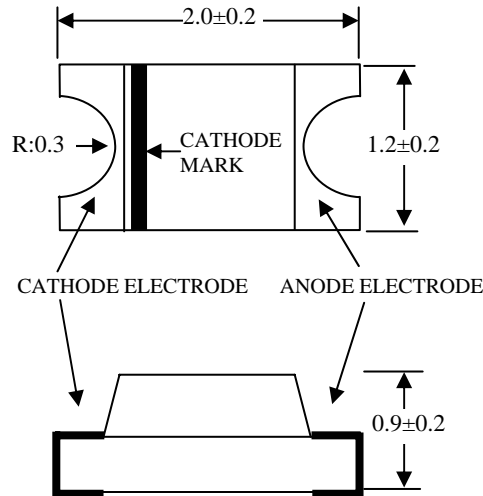 2.0±0.2
R:0.3
CATHODE
MARK
1.2±0.2
CATHODE ELECTRODE
ANODE ELECTRODE
0.9±0.2